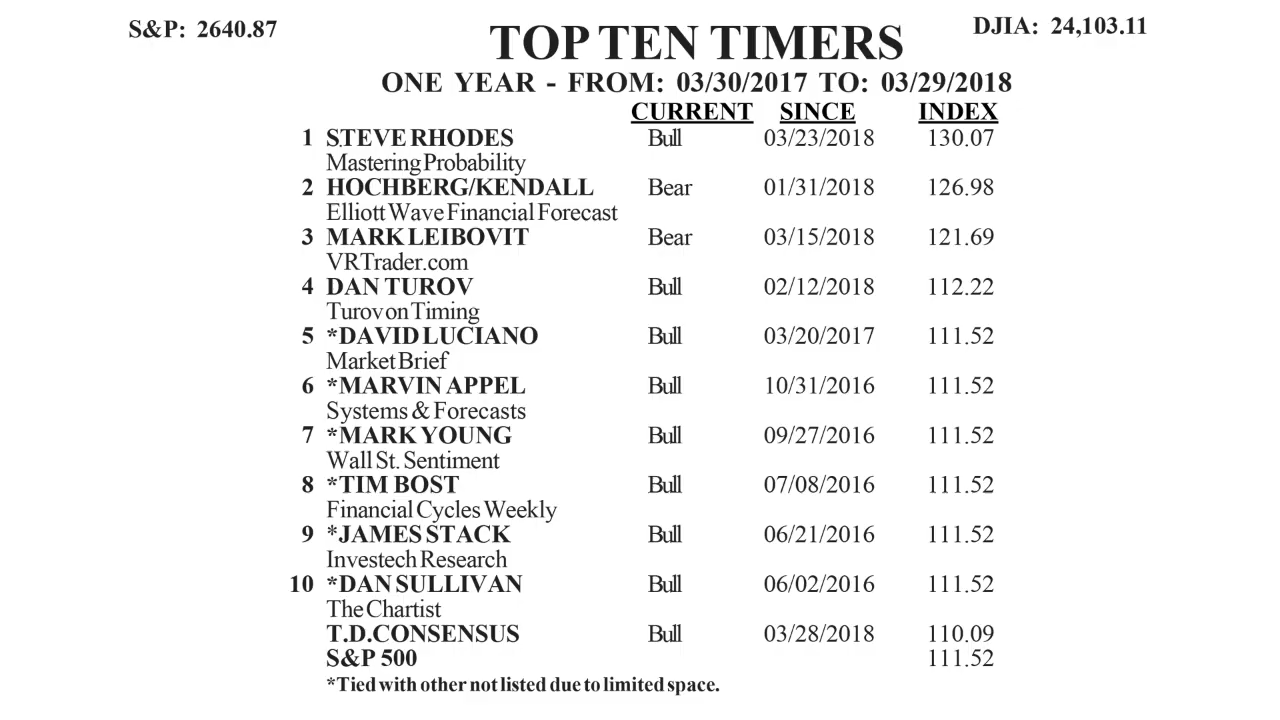 S&P: 2640.87
DJIA: 24,103.11
TOP TEN TIMERS
ONE YEAR - FROM: 03/30/2017 TO: 03/29/2018
CURRENT SINCE INDEX
1 STEVE RHODES Bull 03/23/2018 130.07
Mastering Probability
2 HOCHBERG/KENDALL Bear 01/31/2018 126.98
Elliott Wave Financial Forecast
3 MARK LEIBOVIT Bear 03/15/2018 121.69
VRTrader.com
4 DAN TUROV Bull 02/12/2018 112.22
Turov on Timing
5 *DAVID LUCIANO Bull 03/20/2017 111.52
Market Brief
6 *MARVIN APPEL Bull 10/31/2016 111.52
Systems & Forecasts
7 *MARK YOUNG Bull 09/27/2016 111.52
Wall St. Sentiment
8 *TIM BOST Bull 07/08/2016 111.52
Financial Cycles Weekly
9 *JAMES STACK Bull 06/21/2016 111.52
Investech Research
10 *DAN SULLIVAN Bull 06/02/2016 111.52
The Chartist
T.D.CONSENSUS Bull 03/28/2018 110.09
S&P 500 111.52
*Tied with other not listed due to limited space.